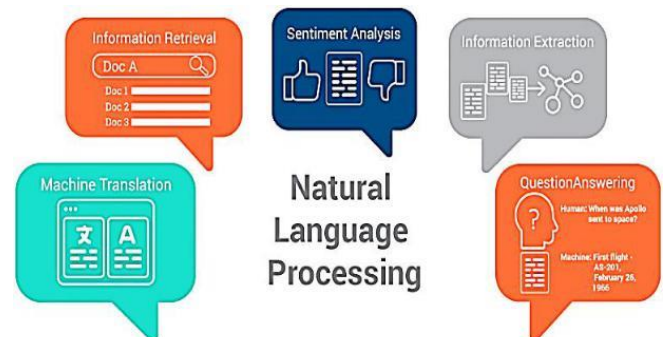 Information Retrieval
Doc A
Doc 1
Doc 2
Doc 3
Sentiment Analysis
Information Extraction
Machine Translation
文
A
Natural
Language
Processing
QuestionAnswering
?
Human: When was Apollo
sent to space?
Machine: First flight -
AS-201,
February 26,
1966